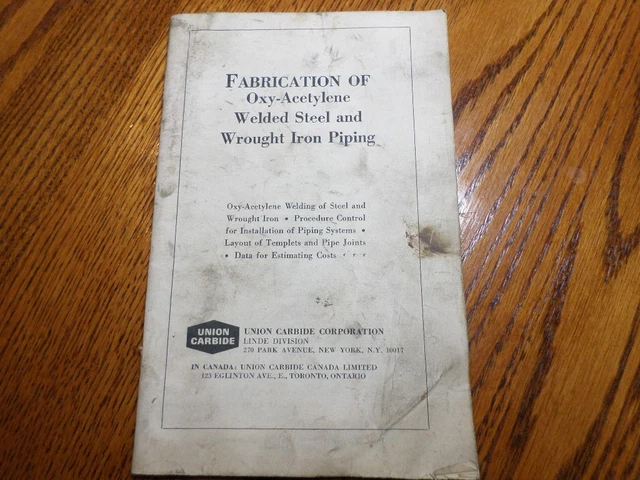 FABRICATION OF
Oxy-Acetylene
Welded Steel and
Wrought Iron Piping
Oxy-Acetylene Welding of Steel and
Wrought Iron • Procedure Control
for Installation of Piping Systems •
Layout of Templets and Pipe Joints
• Data for Estimating Costs
UNION CARBIDE
UNION CARBIDE CORPORATION
LINDE DIVISION
270 PARK AVENUE, NEW YORK, N.Y. 10017
IN CANADA: UNION CARBIDE CANADA LIMITED
123 EGLINTON AVE., E., TORONTO, ONTARIO